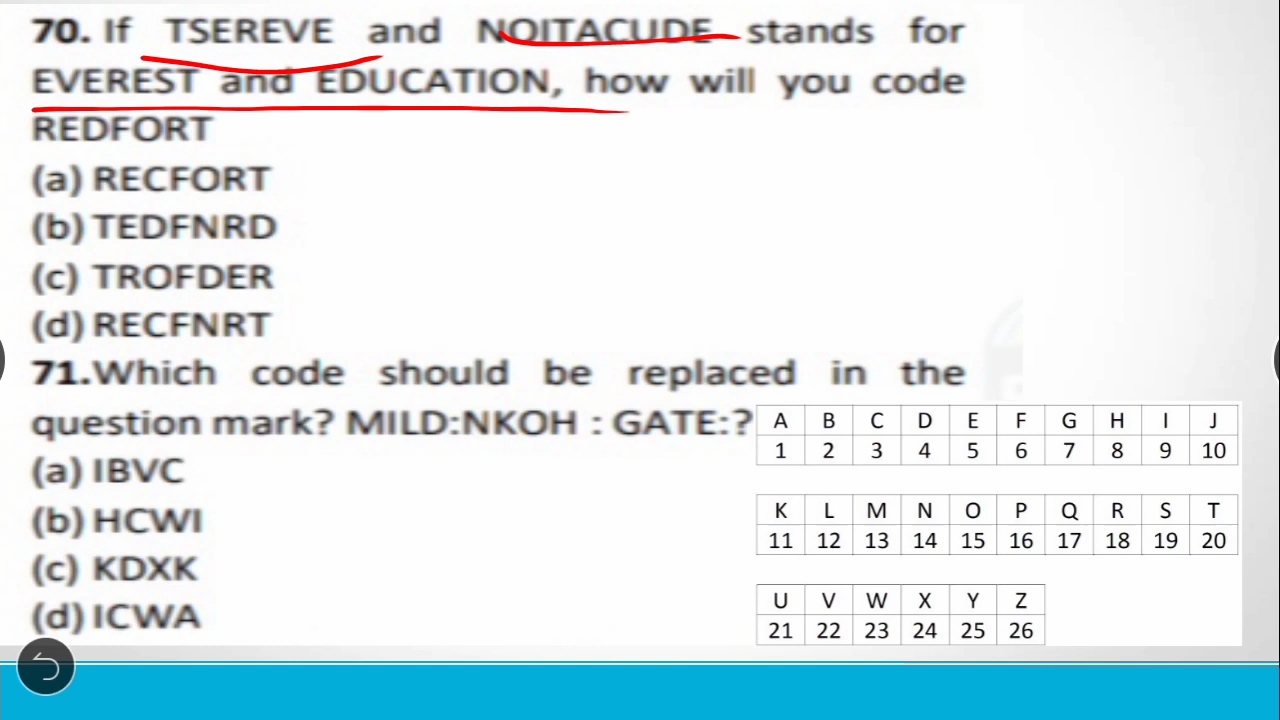 70. If TSEREVE and NOITACUDE stands for
EVEREST and EDUCATION, how will you code
REDFORT
(a) RECFORT
(b) TEDFNRD
(c) TROFDER
(d) RECFNRT
71.Which code should be replaced in the
question mark? MILD:NKOH : GATE:?
(a) IBVC
(b) HCWI
(c) KDXK
(d) ICWA
A B C D E F G H I J
1 2 3 4 5 6 7 8 9 10
K L M N O P Q R S T
11 12 13 14 15 16 17 18 19 20
U V W X Y Z
21 22 23 24 25 26